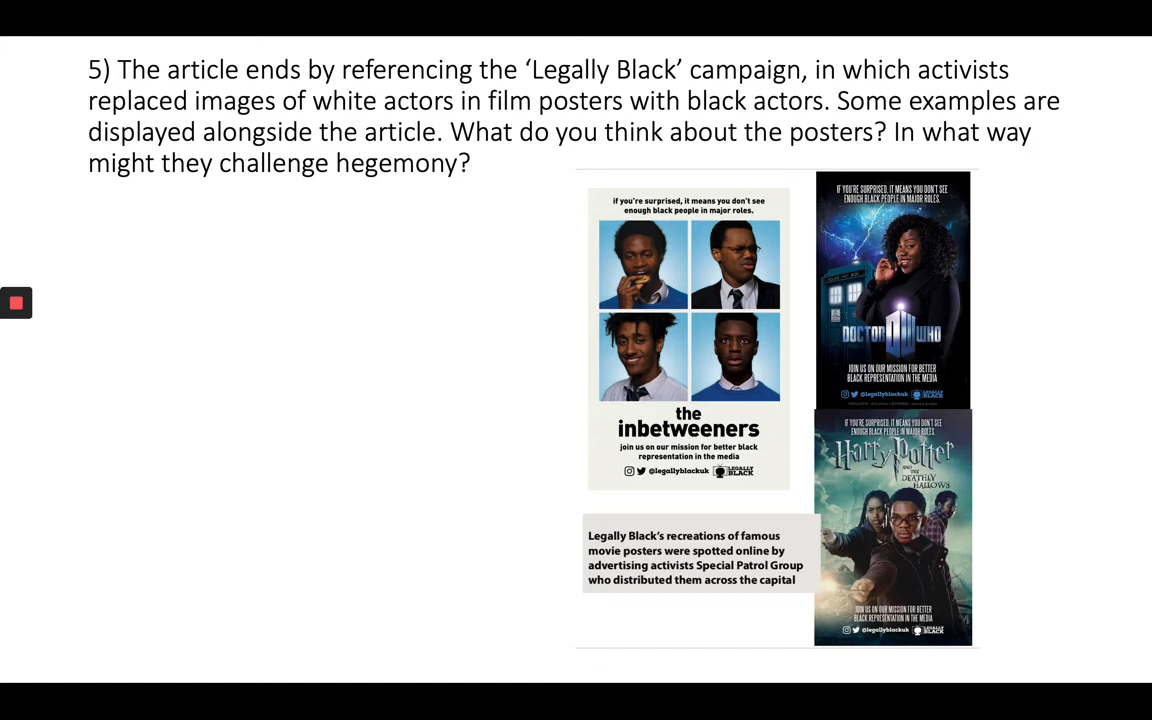 5) The article ends by referencing the ‘Legally Black’ campaign, in which activists
replaced images of white actors in film posters with black actors. Some examples are
displayed alongside the article. What do you think about the posters? In what way
might they challenge hegemony?
if you're surprised, it means you don't see
enough black people in major roles.
the
inbetweeners
join us on our mission for better black
representation in the media
@legallyblackuk LEGALLY
BLACK
IF YOU'RE SURPRISED, IT MEANS YOU DON'T SEE
ENOUGH BLACK PEOPLE IN MAJOR ROLES.
POLICE BOX
DOCTOR WHO
JOIN US ON OUR MISSION FOR BETTER
BLACK REPRESENTATION IN THE MEDIA
@legallyblackuk LEGALLY
BLACK
IF YOU'RE SURPRISED, IT MEANS YOU DON'T SEE
ENOUGH BLACK PEOPLE IN MAJOR ROLES.
Harry Potter
AND THE
DEATHLY
HALLOWS
JOIN US ON OUR MISSION FOR BETTER
BLACK REPRESENTATION IN THE MEDIA
@legallyblackuk LEGALLY
BLACK
Legally Black's recreations of famous
movie posters were spotted online by
advertising activists Special Patrol Group
who distributed them across the capital